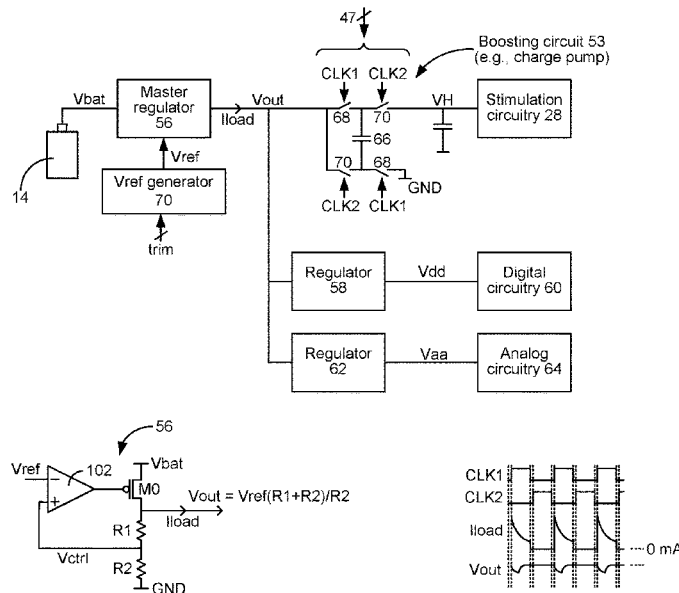 47
Boosting circuit 53
(e.g., charge pump)
CLK1
CLK2
Vbat
Master
regulator
56
Iload
Vout
68
70
VH
Stimulation
circuitry 28
66
Vref
14
Vref generator
70
70
68
GND
CLK2
CLK1
trim
Regulator
58
Vdd
Digital
circuitry 60
Regulator
62
Vaa
Analog
circuitry 64
56
Vbat
Vref
102
M0
Vout = Vref(R1+R2)/R2
Iload
R1
Vctrl
R2
GND
CLK1
CLK2
Iload
0 mA
Vout